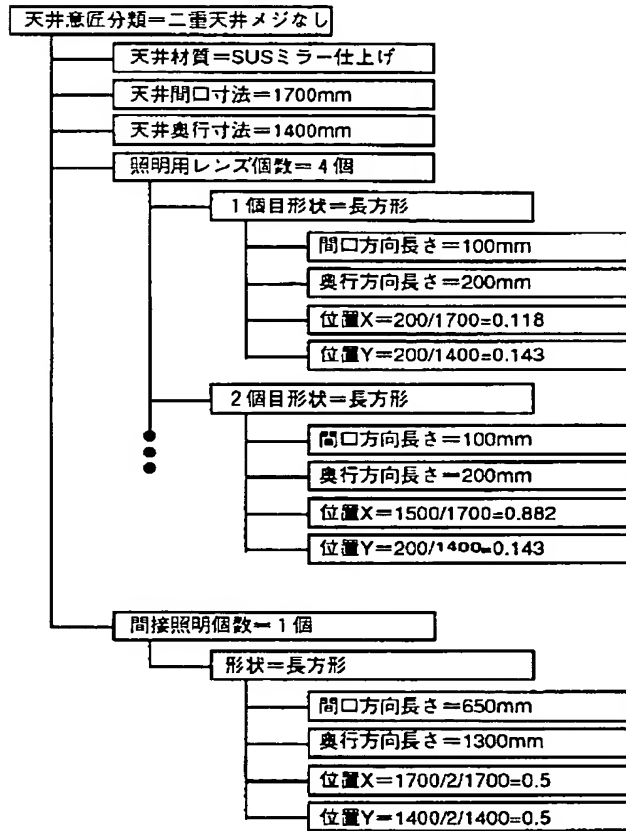 天井意匠分類＝二重天井メジなし
天井材質＝SUSミラー仕上げ
天井間口寸法＝1700mm
天井奥行寸法＝1400mm
照明用レンズ個数＝4個
1個目形状＝長方形
間口方向長さ＝100mm
奥行方向長さ＝200mm
位置X＝200/1700=0.118
位置Y＝200/1400=0.143
2個目形状＝長方形
間口方向長さ＝100mm
奥行方向長さ＝200mm
位置X＝1500/1700=0.882
位置Y＝200/1400=0.143
間接照明個数＝1個
形状＝長方形
間口方向長さ＝650mm
奥行方向長さ＝1300mm
位置X＝1700/2/1700=0.5
位置Y＝1400/2/1400=0.5